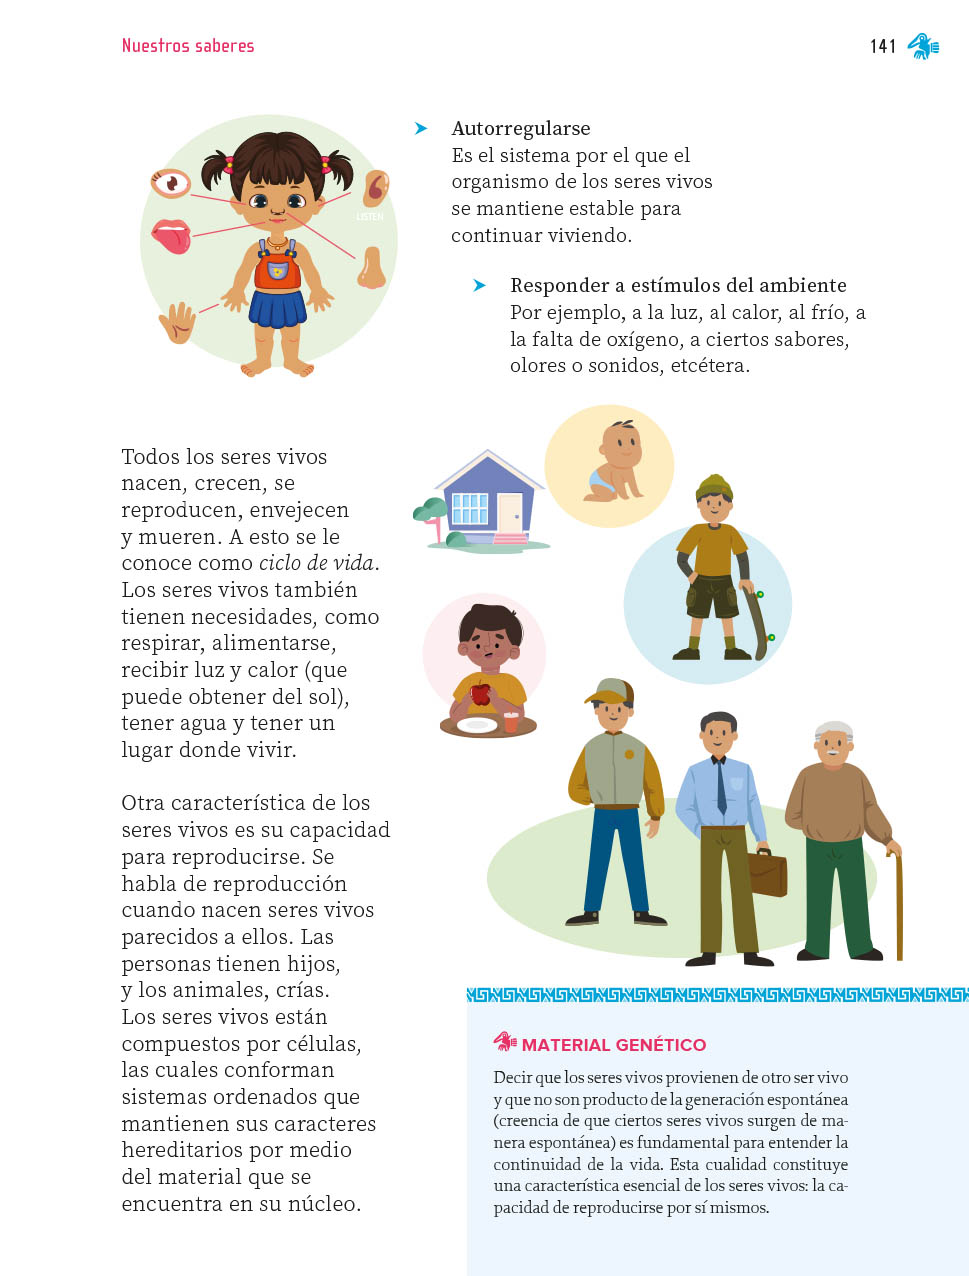 Nuestros saberes
141
LISTEN
Autorregularse
Es el sistema por el que el
organismo de los seres vivos
se mantiene estable para
continuar viviendo.
Responder a estímulos del ambiente
Por ejemplo, a la luz, al calor, al frío, a
la falta de oxígeno, a ciertos sabores,
olores o sonidos, etcétera.
Todos los seres vivos
nacen, crecen, se
reproducen, envejecen
y mueren. A esto se le
conoce como ciclo de vida.
Los seres vivos también
tienen necesidades, como
respirar, alimentarse,
recibir luz y calor (que
puede obtener del sol),
tener agua y tener un
lugar donde vivir.
Otra característica de los
seres vivos es su capacidad
para reproducirse. Se
habla de reproducción
cuando nacen seres vivos
parecidos a ellos. Las
personas tienen hijos,
y los animales, crías.
Los seres vivos están
compuestos por células,
las cuales conforman
sistemas ordenados que
mantienen sus caracteres
hereditarios por medio
del material que se
encuentra en su núcleo.
MATERIAL GENÉTICO
Decir que los seres vivos provienen de otro ser vivo
y que no son producto de la generación espontánea
(creencia de que ciertos seres vivos surgen de ma-
nera espontánea) es fundamental para entender la
continuidad de la vida. Esta cualidad constituye
una característica esencial de los seres vivos: la ca-
pacidad de reproducirse por sí mismos.